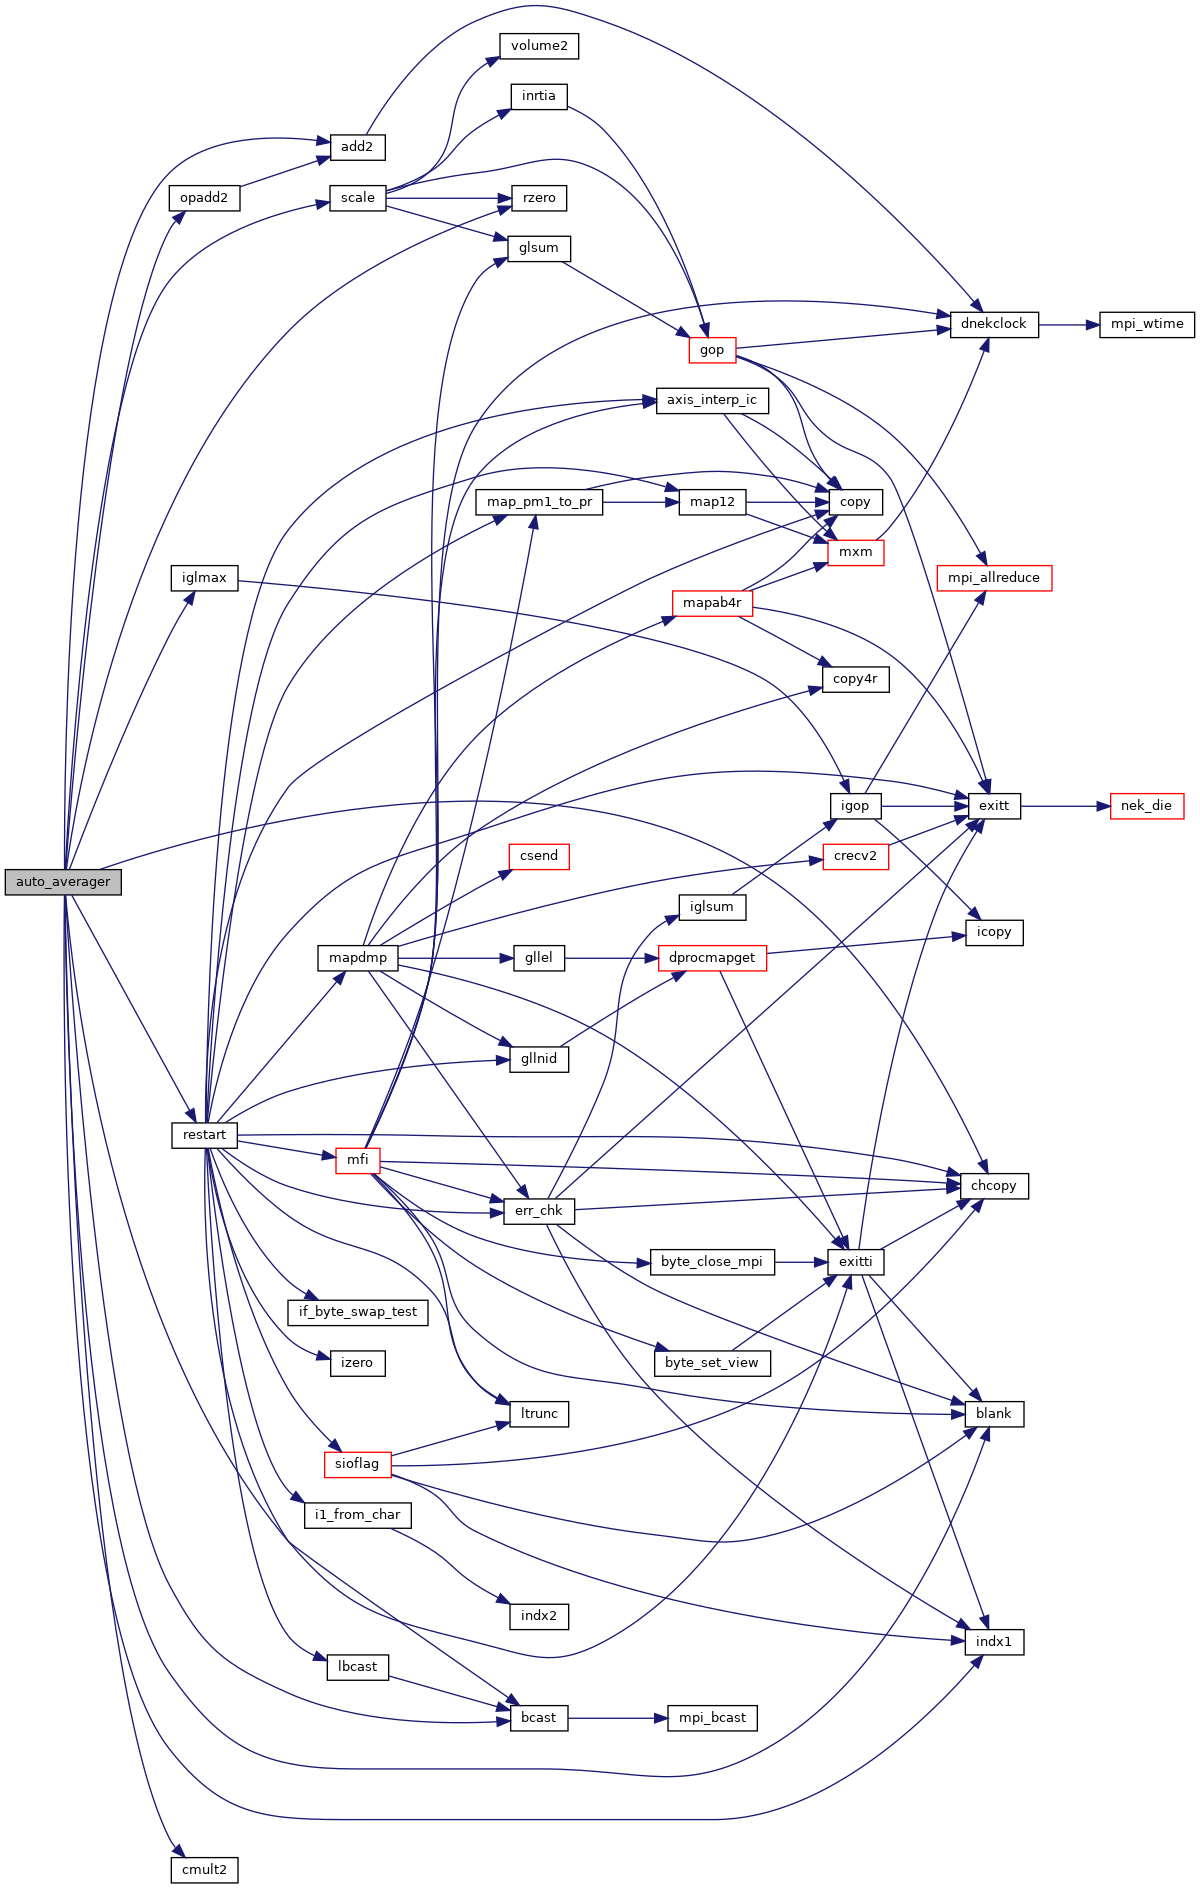 volume2
inrtia
add2
opadd2
scale
rzero
glsum
dnekclock
mpi_wtime
gop
axis_interp_ic
map_pm1_to_pr
map12
copy
mxm
iglmax
mpi_allreduce
mapab4r
copy4r
igop
exitt
nek_die
csend
crecv2
auto_averager
iglsum
icopy
mapdmp
gllel
dprocmapget
gllnid
restart
mfi
chcopy
err_chk
byte_close_mpi
exitti
if_byte_swap_test
izero
byte_set_view
ltrunc
blank
sioflag
i1_from_char
indx2
indx1
lbcast
bcast
mpi_bcast
cmult2